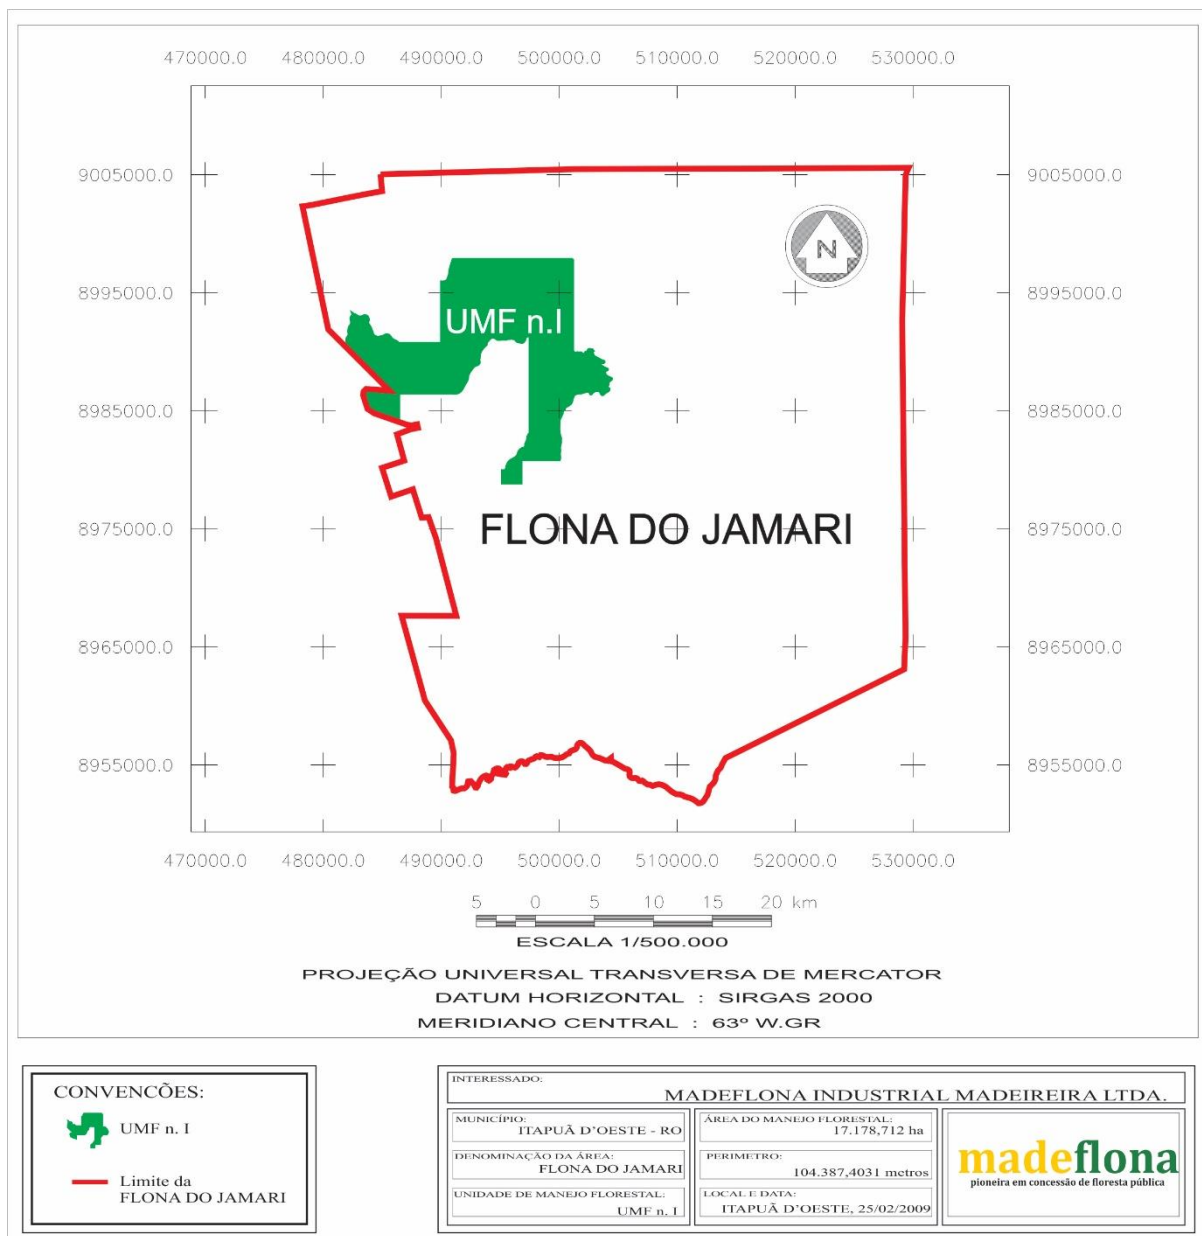 470000.0 480000.0 490000.0 500000.0 510000.0 520000.0 530000.0
9005000.0 9005000.0
N
8995000.0 8995000.0
UMF n.I
8985000.0 8985000.0
FLONA DO JAMARI
8975000.0 8975000.0
8965000.0 8965000.0
8955000.0 8955000.0
470000.0 480000.0 490000.0 500000.0 510000.0 520000.0 530000.0
5 0 5 10 15 20 km
ESCALA 1/500.000
PROJEÇÃO UNIVERSAL TRANSVERSA DE MERCATOR
DATUM HORIZONTAL : SIRGAS 2000
MERIDIANO CENTRAL : 63º W.GR
CONVENCÕES:
UMF n. I
Limite da
FLONA DO JAMARI
INTERESSADO:
MADEFLONA INDUSTRIAL MADEIREIRA LTDA.
MUNICÍPIO:
ITAPUÃ D'OESTE - RO
DENOMINAÇÃO DA ÁREA:
FLONA DO JAMARI
UNIDADE DE MANEJO FLORESTAL:
UMF n. I
ÁREA DO MANEJO FLORESTAL:
17.178,712 ha
PERIMETRO:
104.387,4031 metros
LOCAL E DATA:
ITAPUÃ D'OESTE, 25/02/2009
madeflona
pioneira em concessão de floresta pública